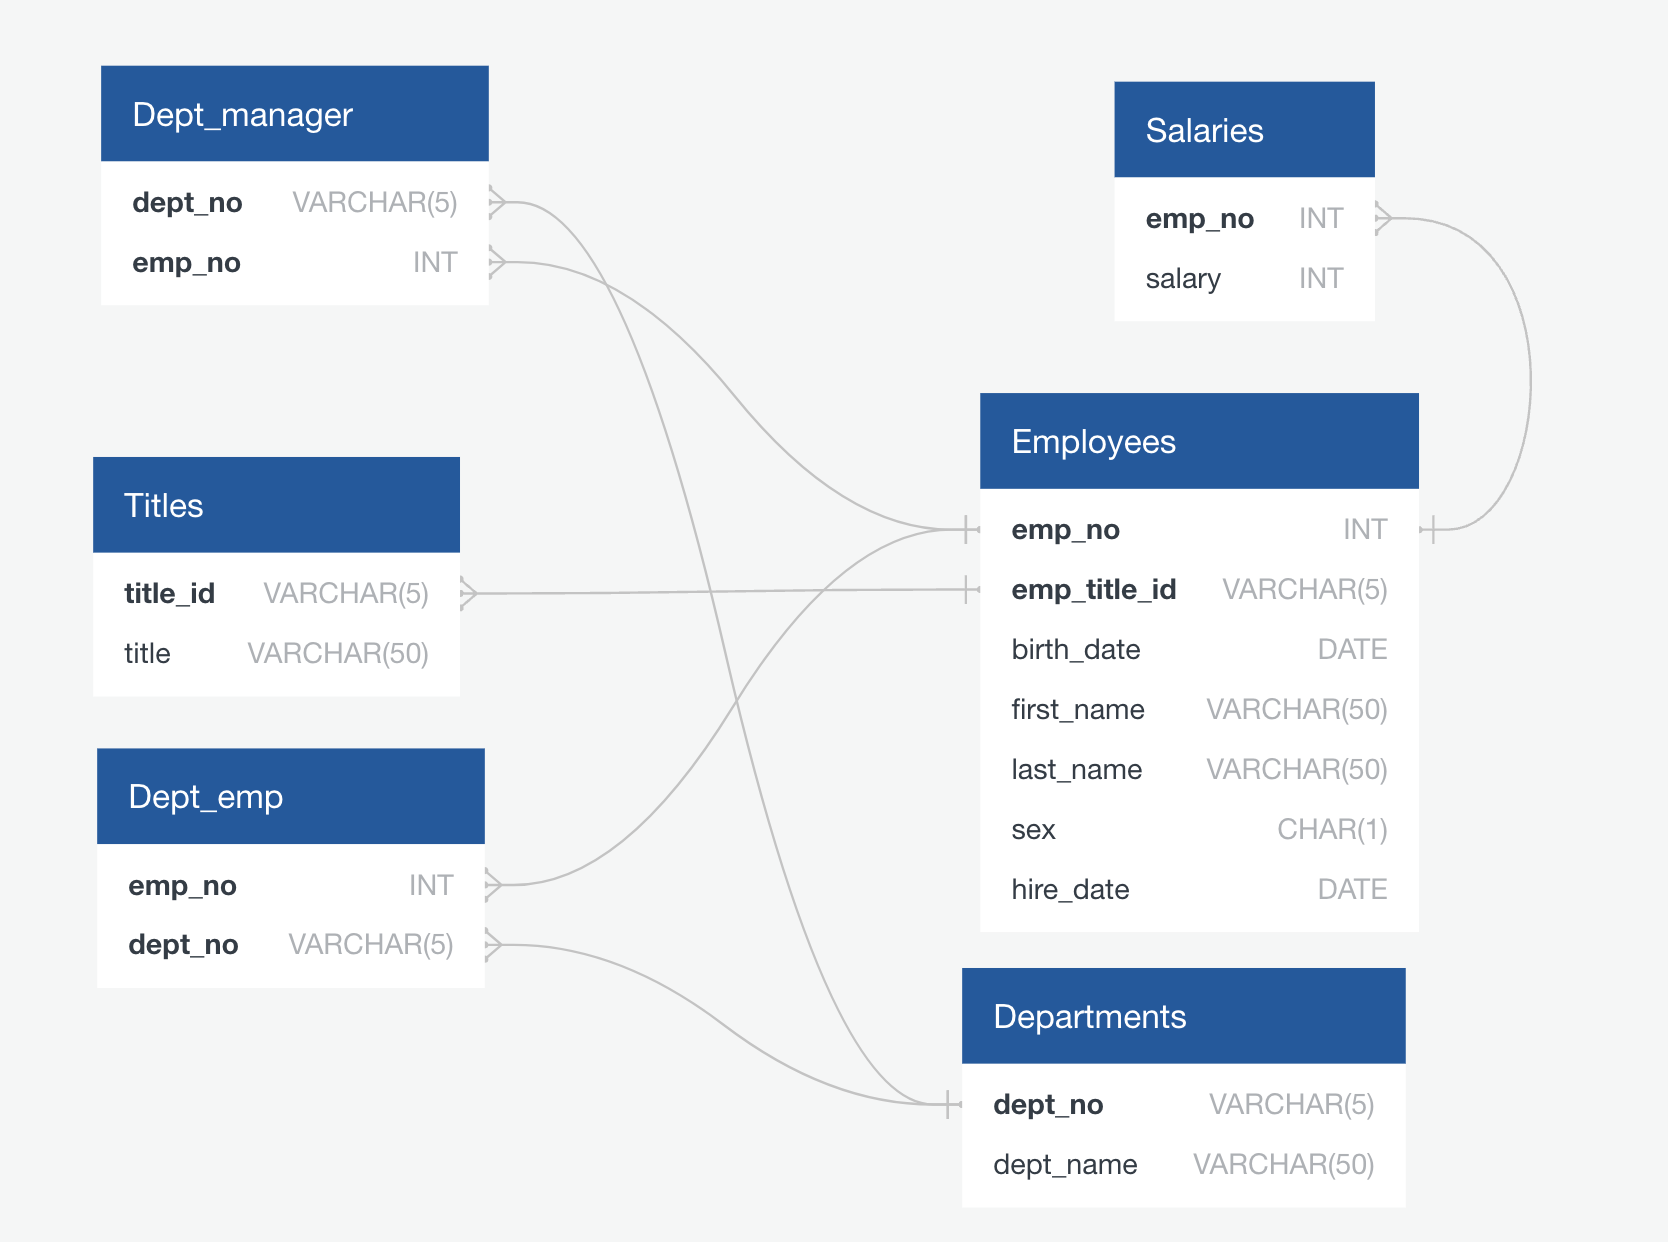 Dept_manager
dept_no VARCHAR(5)
emp_no INT
Salaries
emp_no INT
salary INT
Titles
title_id VARCHAR(5)
title VARCHAR(50)
Employees
emp_no INT
emp_title_id VARCHAR(5)
birth_date DATE
first_name VARCHAR(50)
last_name VARCHAR(50)
sex CHAR(1)
hire_date DATE
Dept_emp
emp_no INT
dept_no VARCHAR(5)
Departments
dept_no VARCHAR(5)
dept_name VARCHAR(50)